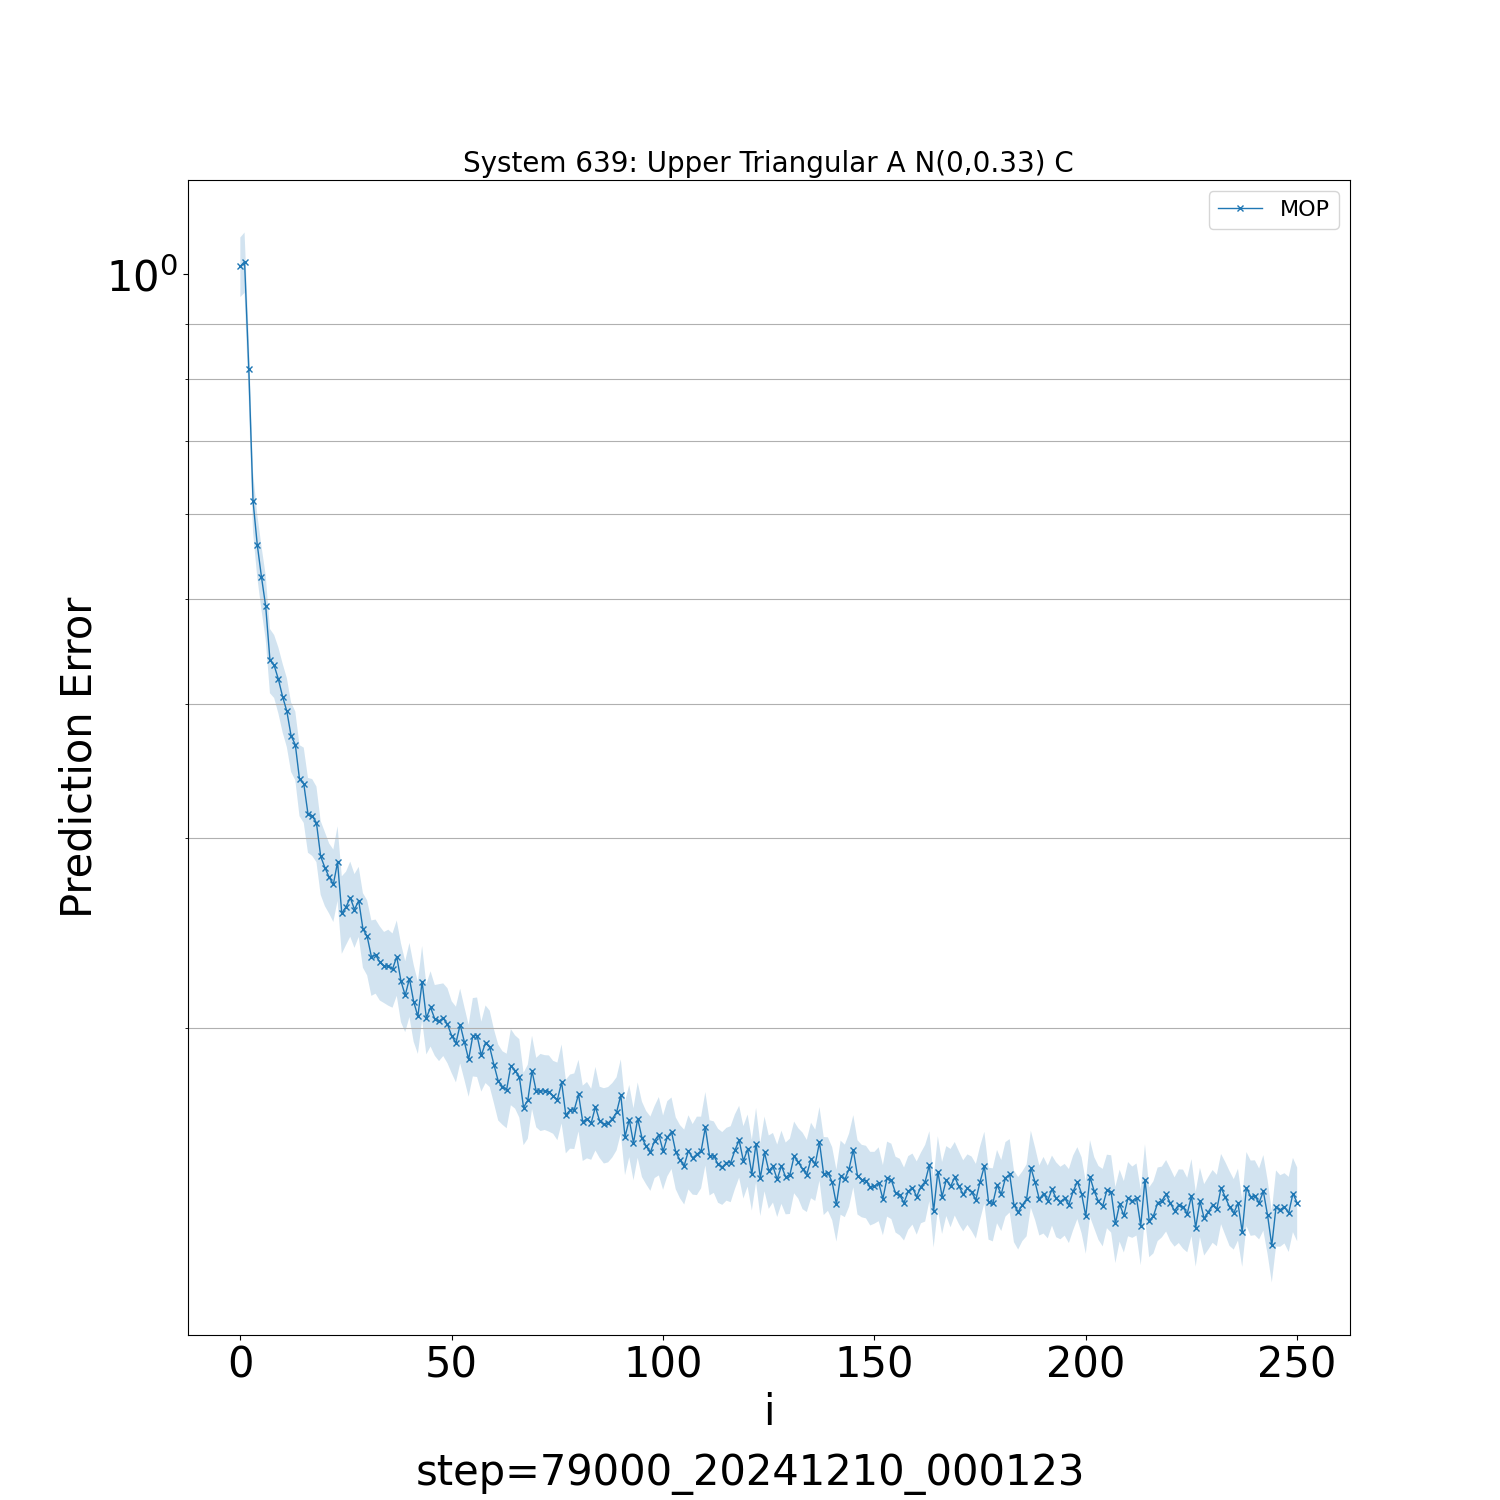 System 639: Upper Triangular A N(0,0.33) C
MOP
10⁰
Prediction Error
0 50 100 150 200 250
i
step=79000_20241210_000123